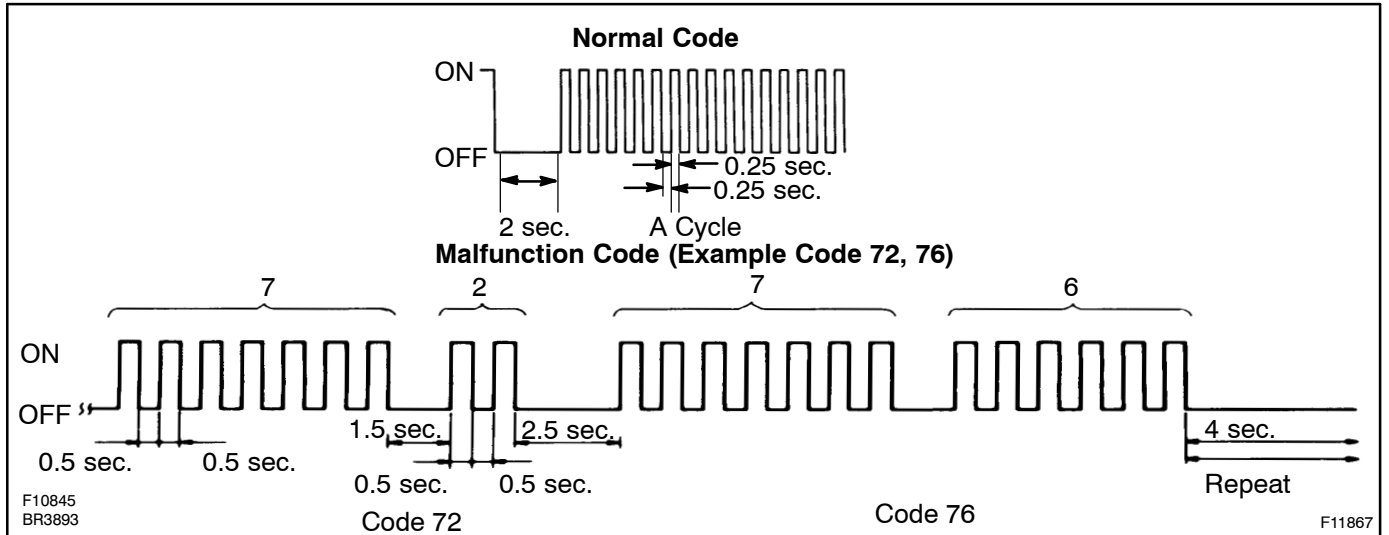 Normal Code
ON
OFF
0.25 sec.
0.25 sec.
2 sec.
A Cycle
Malfunction Code (Example Code 72, 76)
7
2
7
6
ON
OFF
1.5 sec.
2.5 sec.
4 sec.
0.5 sec.
0.5 sec.
0.5 sec.
0.5 sec.
Repeat
F10845
BR3893
Code 72
Code 76
F11867